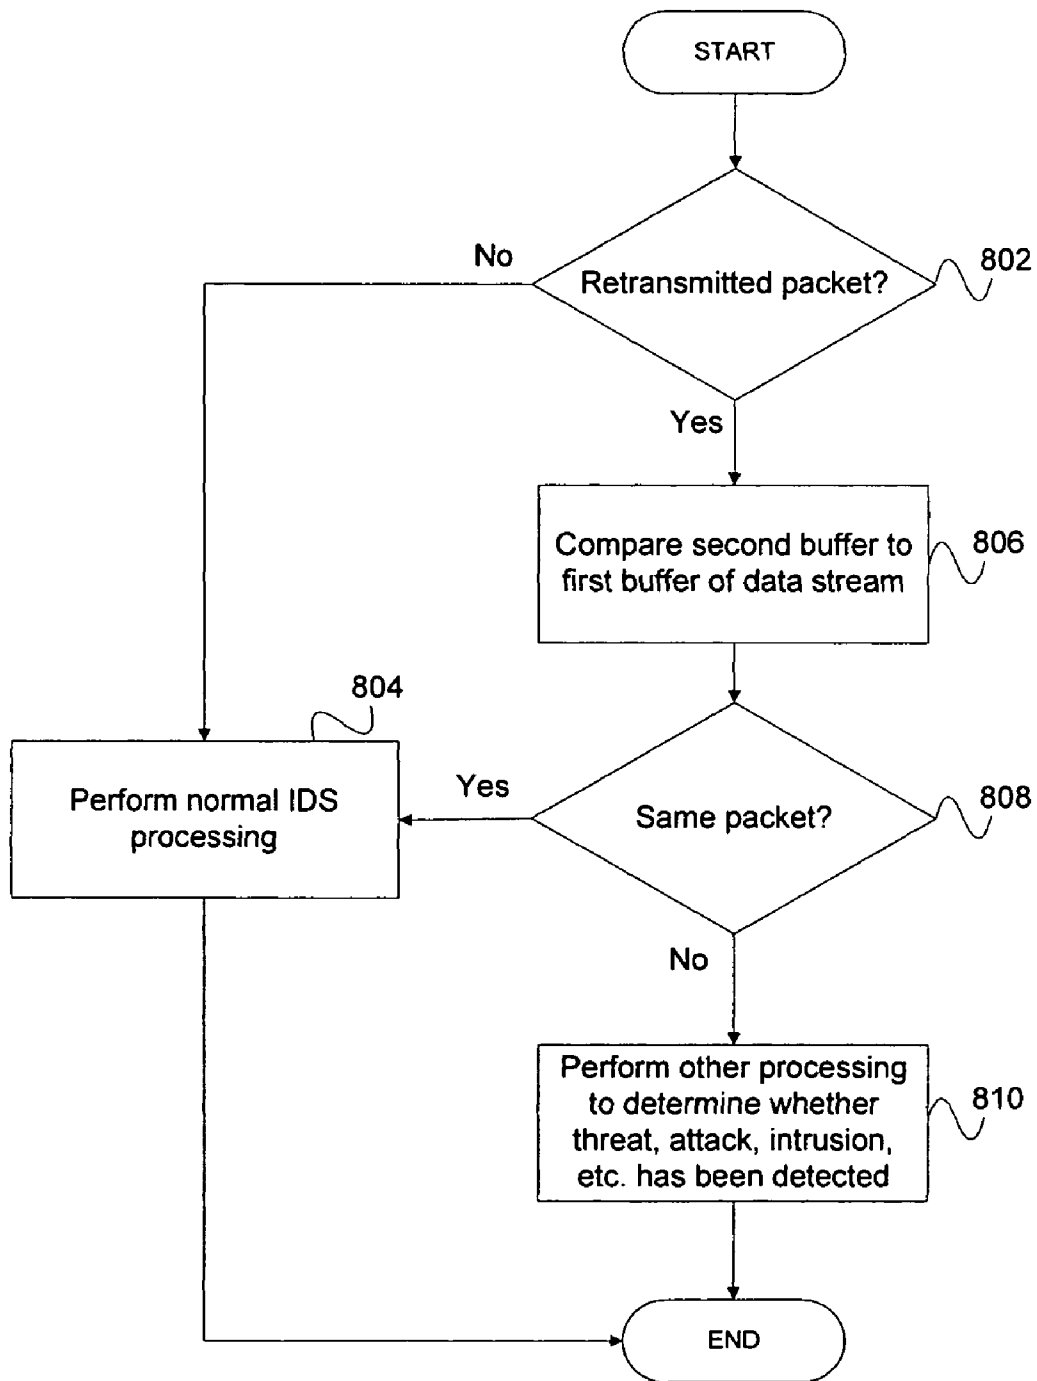 START
No
Retransmitted packet?
802
Yes
Compare second buffer to
first buffer of data stream
806
804
Perform normal IDS
processing
Yes
Same packet?
808
No
Perform other processing
to determine whether
threat, attack, intrusion,
etc. has been detected
810
END